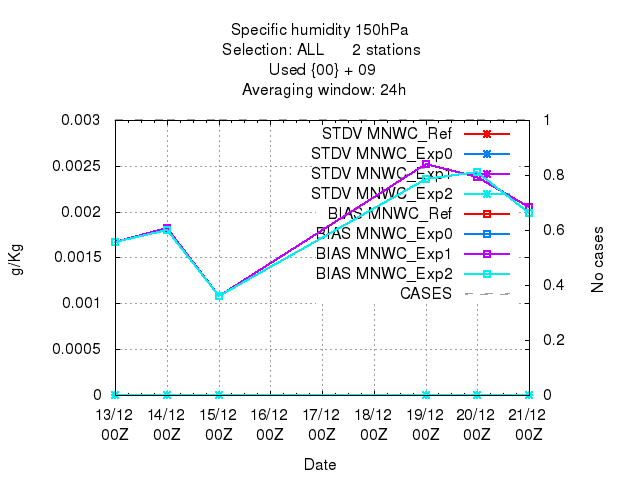 Specific humidity 150hPa
Selection: ALL      2 stations
Used {00} + 09
Averaging window: 24h
g/Kg
0.003
0.0025
0.002
0.0015
0.001
0.0005
0
STDV MNWC_Ref
STDV MNWC_Exp0
STDV MNWC_Exp1
STDV MNWC_Exp2
BIAS MNWC_Ref
BIAS MNWC_Exp0
BIAS MNWC_Exp1
BIAS MNWC_Exp2
CASES
1
0.8
0.6
0.4
0.2
0
No cases
13/12 14/12 15/12 16/12 17/12 18/12 19/12 20/12 21/12
00Z 00Z 00Z 00Z 00Z 00Z 00Z 00Z 00Z
Date